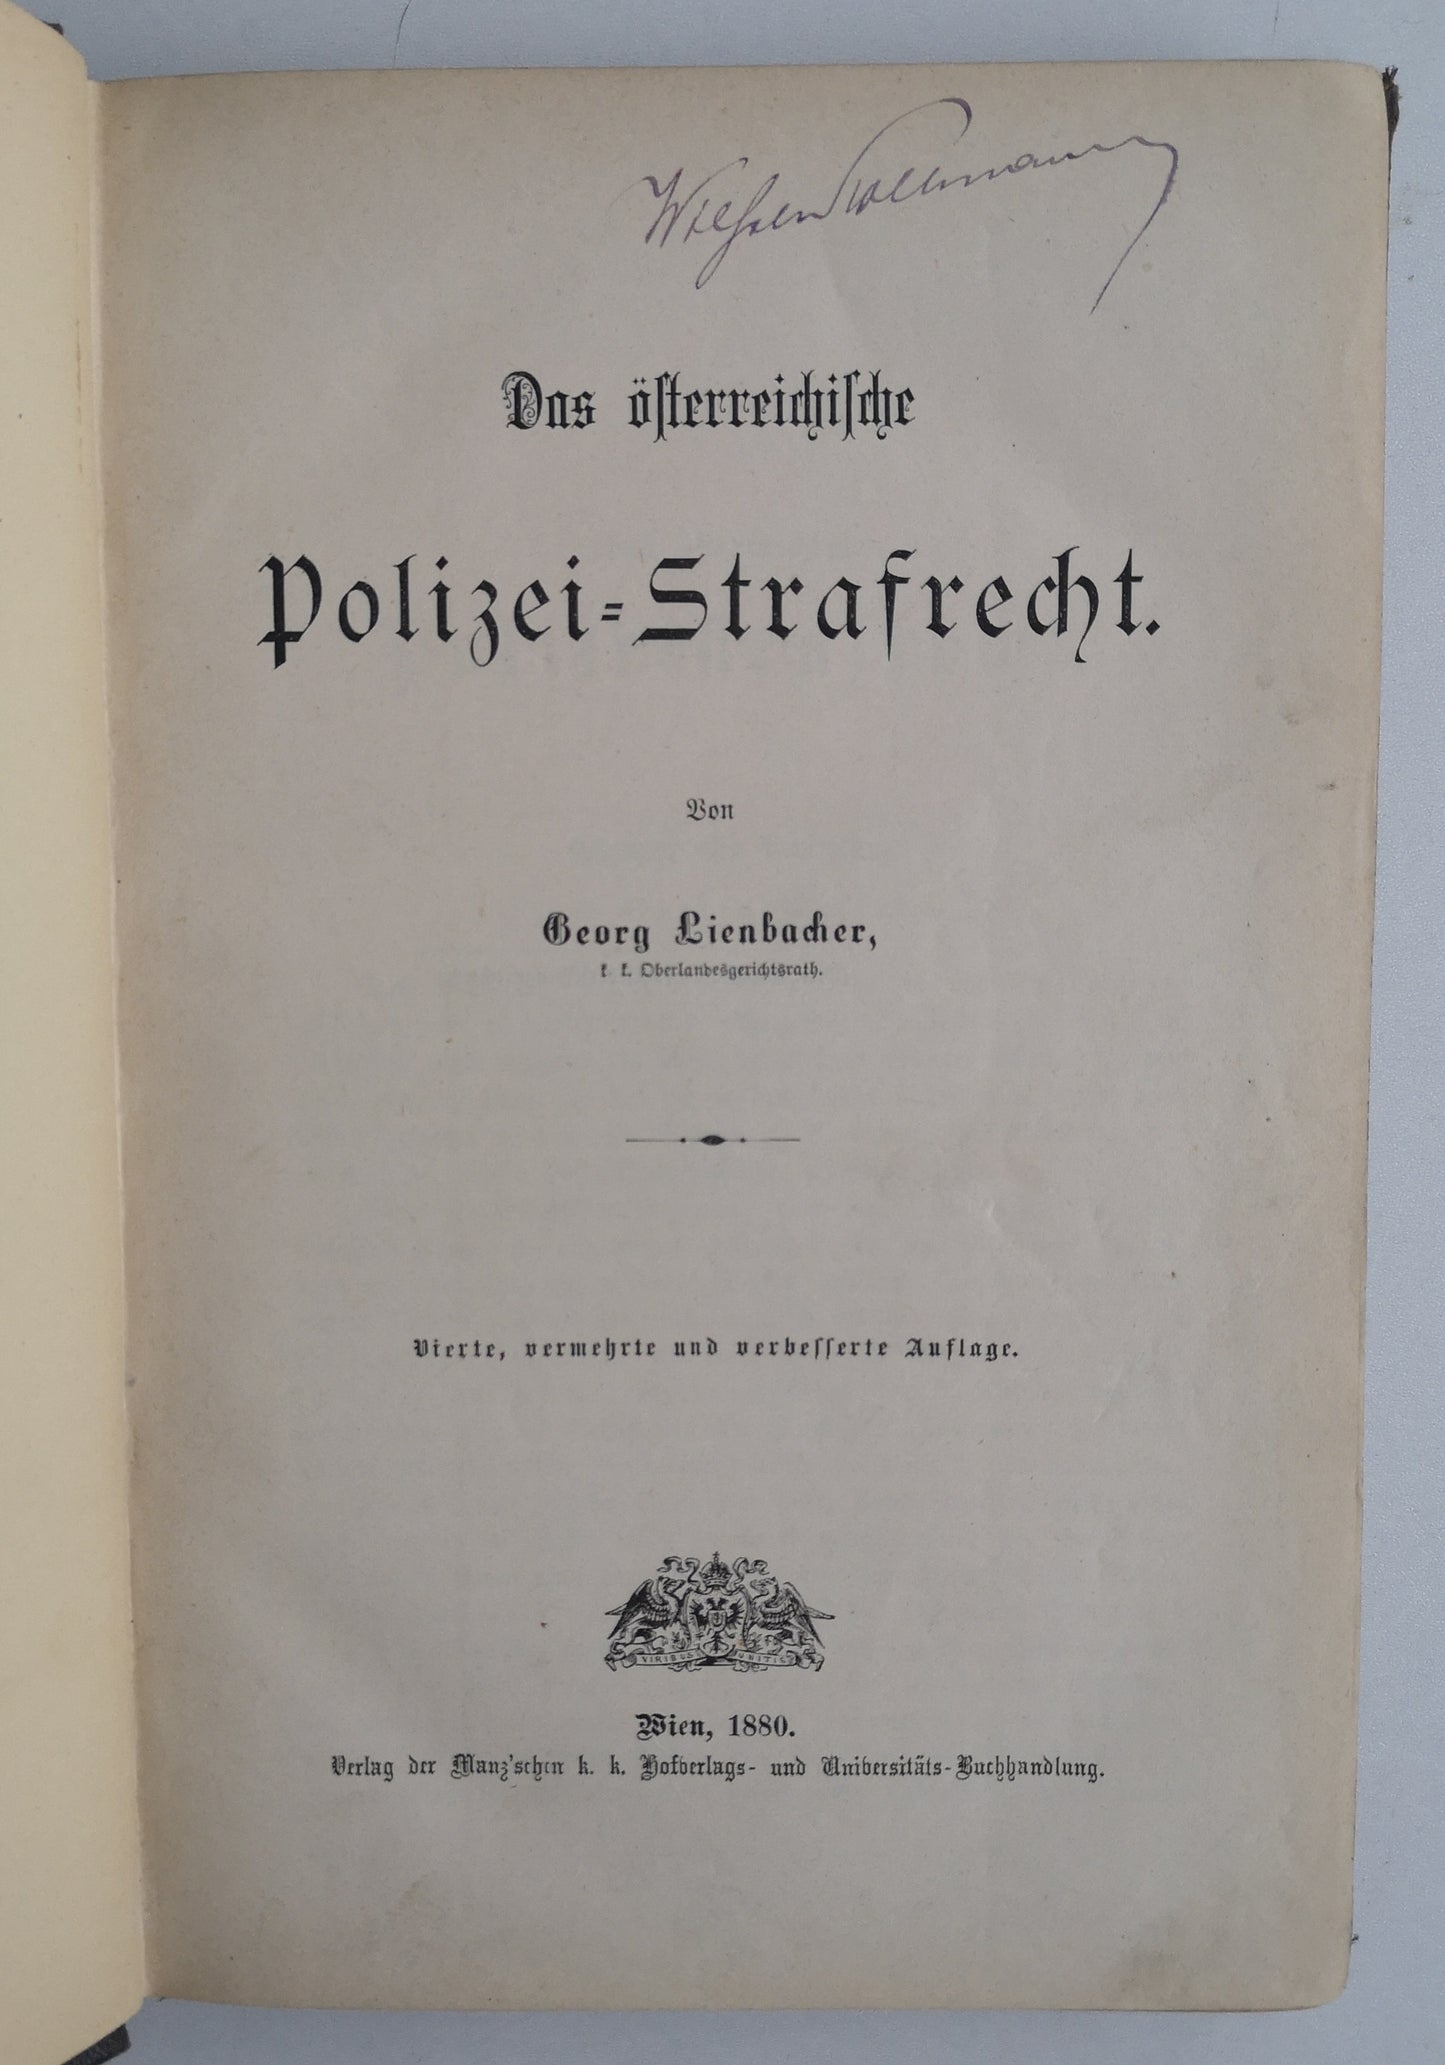 Das österreichische
Polizei-Strafrecht.
Von
Georg Lienbacher,
k. k. Oberlandesgerichtsrath.
Vierte, vermehrte und verbesserte Auflage.
VIRIBUS UNITIS
Wien, 1880.
Verlag der Manz'schen k. k. Hofverlags- und Universitäts-Buchhandlung.